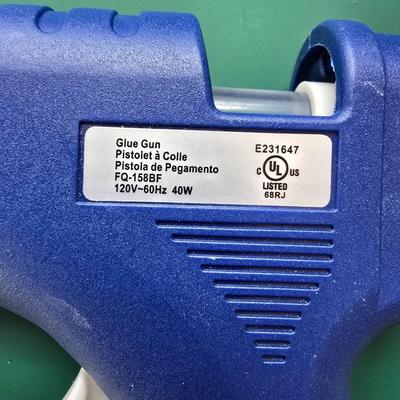 Glue Gun
Pistolet à Colle
Pistola de Pegamento
FQ-158BF
120V~60Hz 40W
E231647
C UL US
LISTED
68RJ